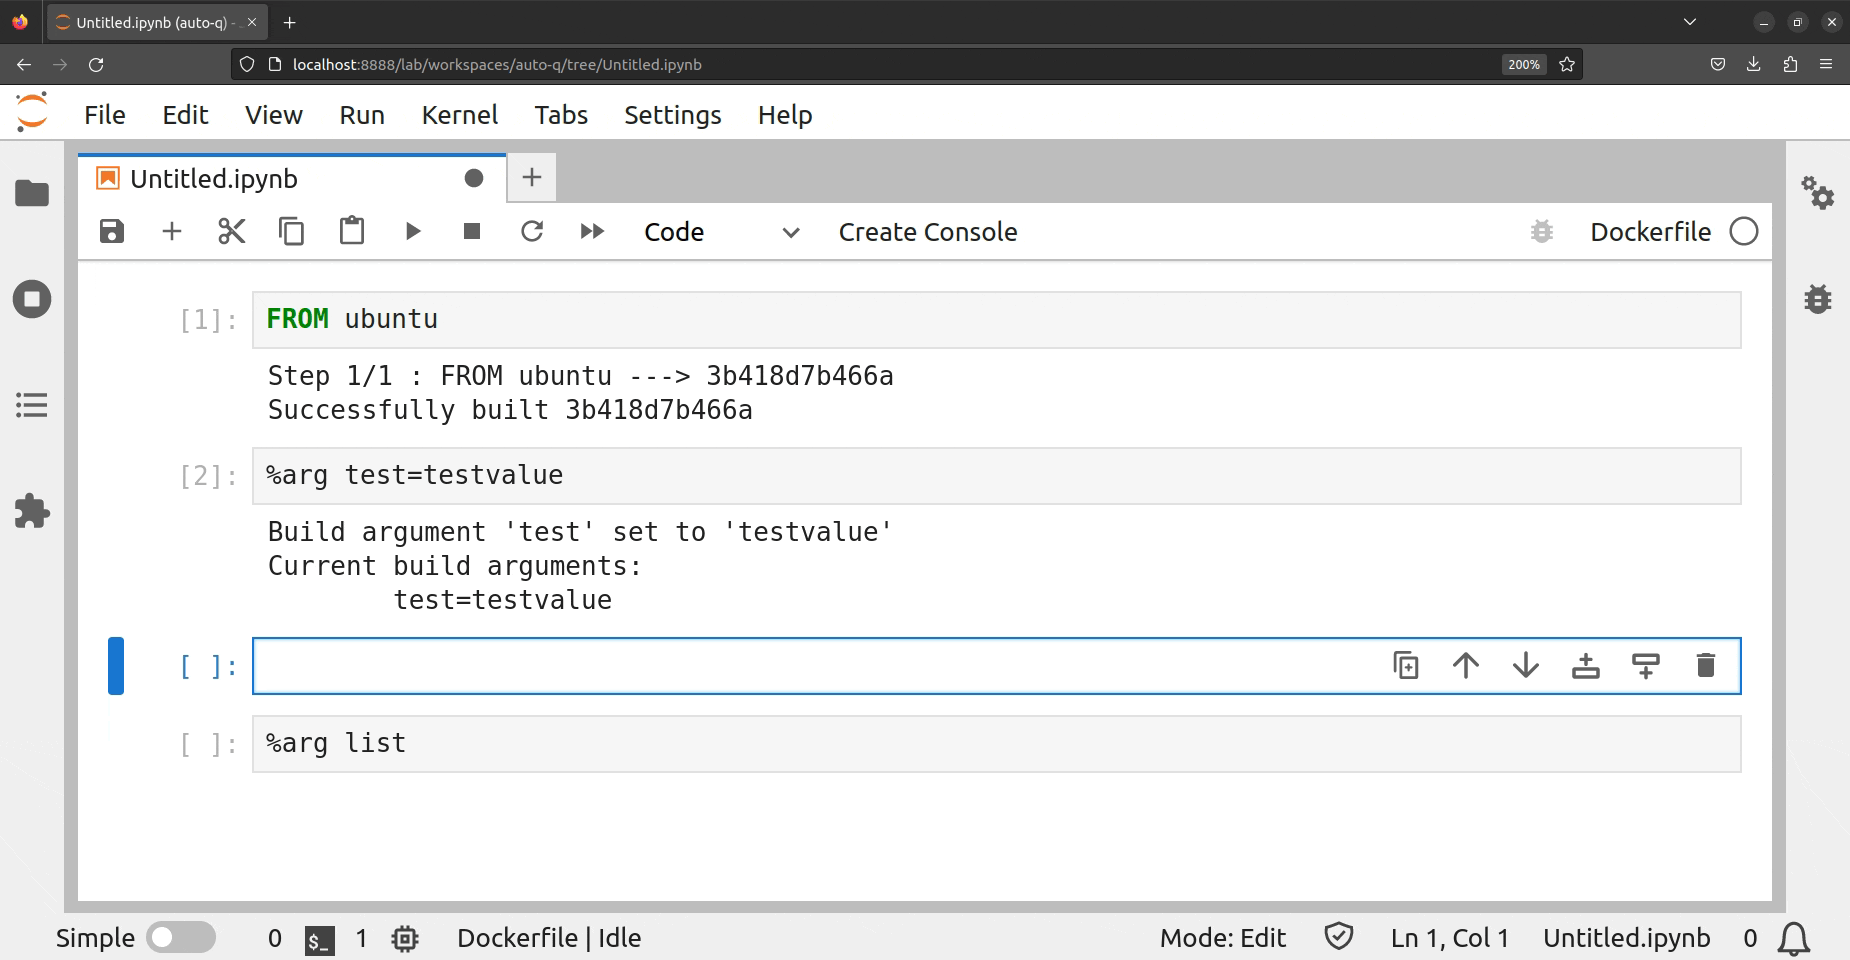 Untitled.ipynb (auto-q) -
localhost:8888/lab/workspaces/auto-q/tree/Untitled.ipynb
200%
File Edit View Run Kernel Tabs Settings Help
Untitled.ipynb
Code
Create Console
Dockerfile
[1]: FROM ubuntu
Step 1/1 : FROM ubuntu ---> 3b418d7b466a
Successfully built 3b418d7b466a
[2]: %arg test=testvalue
Build argument 'test' set to 'testvalue'
Current build arguments:
test=testvalue
[ ]:
[ ]: %arg list
Simple 0 $_ 1 Dockerfile | Idle Mode: Edit Ln 1, Col 1 Untitled.ipynb 0